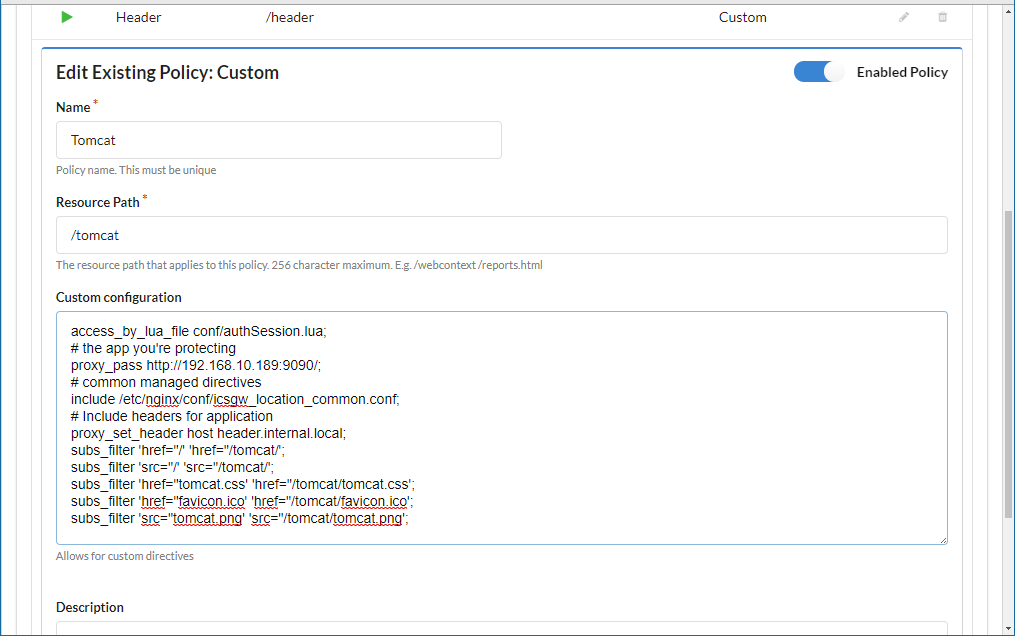 Header /header Custom
Edit Existing Policy: Custom Enabled Policy
Name *
Tomcat
Policy name. This must be unique
Resource Path *
/tomcat
The resource path that applies to this policy. 256 character maximum. E.g. /webcontext /reports.html
Custom configuration
access_by_lua_file conf/authSession.lua;
# the app you're protecting
proxy_pass http://192.168.10.189:9090/;
# common managed directives
include /etc/nginx/conf/icsgw_location_common.conf;
# Include headers for application
proxy_set_header host header.internal.local;
subs_filter 'href="/' 'href="/tomcat/';
subs_filter 'src="/' 'src="/tomcat/';
subs_filter 'href="tomcat.css' 'href="/tomcat/tomcat.css';
subs_filter 'href="favicon.ico' 'href="/tomcat/favicon.ico';
subs_filter 'src="tomcat.png' 'src="/tomcat/tomcat.png';
Allows for custom directives
Description